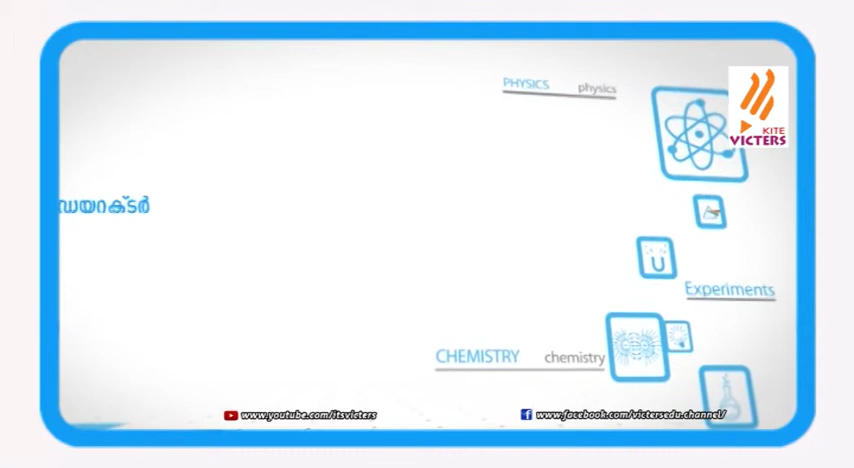 PHYSICS physics
KITE
VICTERS
ഡയറക്ടർ
U
Experiments
CHEMISTRY chemistry
www.youtube.com/itsvicters
www.facebook.com/victersedu.channel/